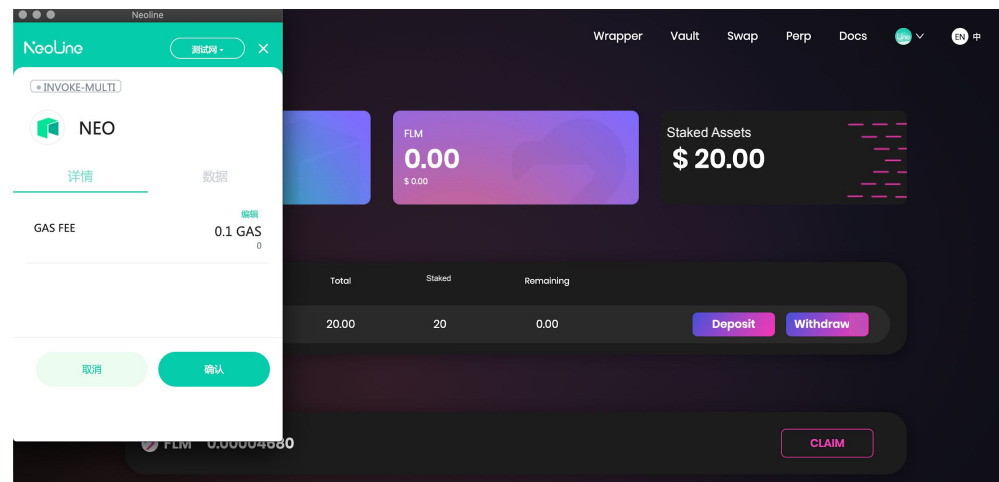 Neoline
NeoLine
测试网
INVOKE-MULTI
NEO
详情
数据
编辑
GAS FEE
0.1 GAS
0
取消
确认
Wrapper
Vault
Swap
Perp
Docs
Line
EN
中
FLM
0.00
$ 0.00
Staked Assets
$ 20.00
Total
Staked
Remaining
20.00
20
0.00
Deposit
Withdraw
FLM 0.00004680
CLAIM